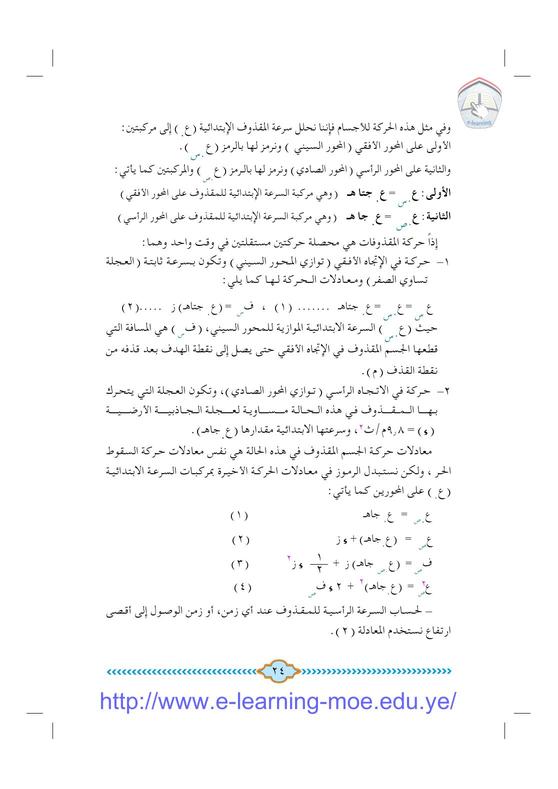 e-learning
وفي مثل هذه الحركة للأجسام فإننا نحلل سرعة المقذوف الإبتدائية (ع.) إلى مركبتين:
الأولى على المحور الافقي (المحور السيني) ونرمز لها بالرمز (ع.س).
والثانية على المحور الرأسي (المحور الصادي) ونرمز لها بالرمز (ع.ص) والمركبتين كما يأتي:
الأولى: ع.س = ع. جتا هـ (وهي مركبة السرعة الإبتدائية للمقذوف على المحور الافقي)
الثانية: ع.ص = ع. جا هـ (وهي مركبة السرعة الإبتدائية للمقذوف على المحور الرأسي)
إذاً حركة المقذوفات هي محصلة حركتين مستقلتين في وقت واحد وهما:
١– حركة في الإتجاه الأفقي (توازي المحور السيني) وتكون بسرعة ثابتة (العجلة
تساوي الصفر) ومعادلات الحركة لها كما يلي:
ع س = ع.س = ع. جتاهـ ....... (١) ، ف س = (ع. جتاهـ) ز .....(٢)
حيث (ع.س) السرعة الابتدائية الموازية للمحور السيني، (ف س) هي المسافة التي
قطعها الجسم المقذوف في الإتجاه الأفقي حتى يصل إلى نقطة الهدف بعد قذفه من
نقطة القذف (م).
٢– حركة في الاتجاه الرأسي (توازي المحور الصادي)، وتكون العجلة التي يتحرك
بها المقذوف في هذه الحالة مساوية لعجلة الجاذبية الأرضية
(ء) = ٩٫٨ م/ث٢، وسرعتها الابتدائية مقدارها (ع. جاهـ).
معادلات حركة الجسم المقذوف في هذه الحالة هي نفس معادلات حركة السقوط
الحر، ولكن نستبدل الرموز في معادلات الحركة الأخيرة بمركبات السرعة الابتدائية
(ع.) على المحورين كما يأتي:
ع.ص = ع. جاهـ (١)
ع ص = (ع. جاهـ) + ء ز (٢)
ف ص = (ع. جاهـ) ز + ١/٢ ء ز٢ (٣)
ع٢ص = (ع. جاهـ)٢ + ٢ ء ف ص (٤)
– لحساب السرعة الرأسية للمقذوف عند أي زمن، أو زمن الوصول إلى أقصى
ارتفاع نستخدم المعادلة (٢).
٢٤
http://www.e-learning-moe.edu.ye/